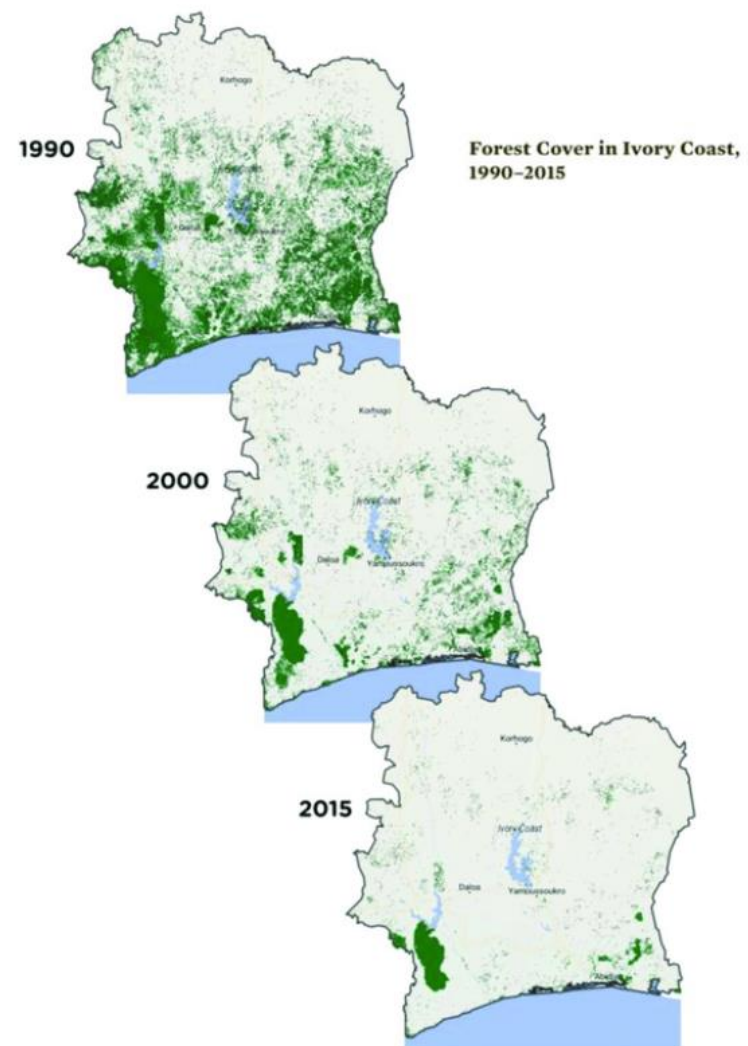 1990
Forest Cover in Ivory Coast,
1990–2015
Korhogo
Daloa
2000
Korhogo
Ivory Coast
Daloa
Yamoussoukro
2015
Korhogo
Ivory Coast
Daloa
Yamoussoukro
Abidjan